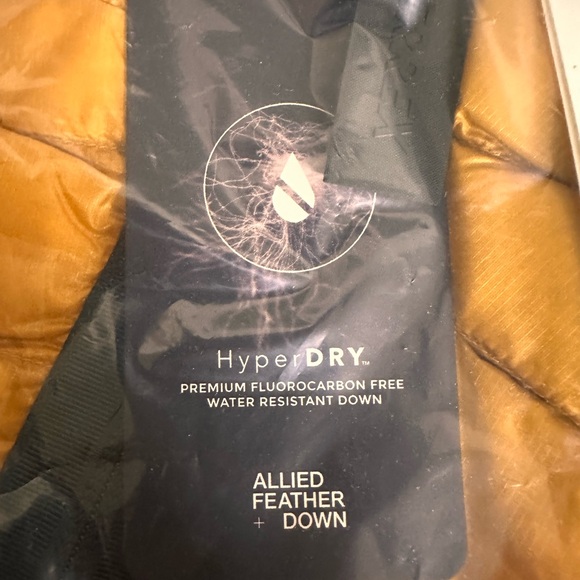 HyperDRY™
PREMIUM FLUOROCARBON FREE
WATER RESISTANT DOWN
ALLIED
FEATHER
+ DOWN